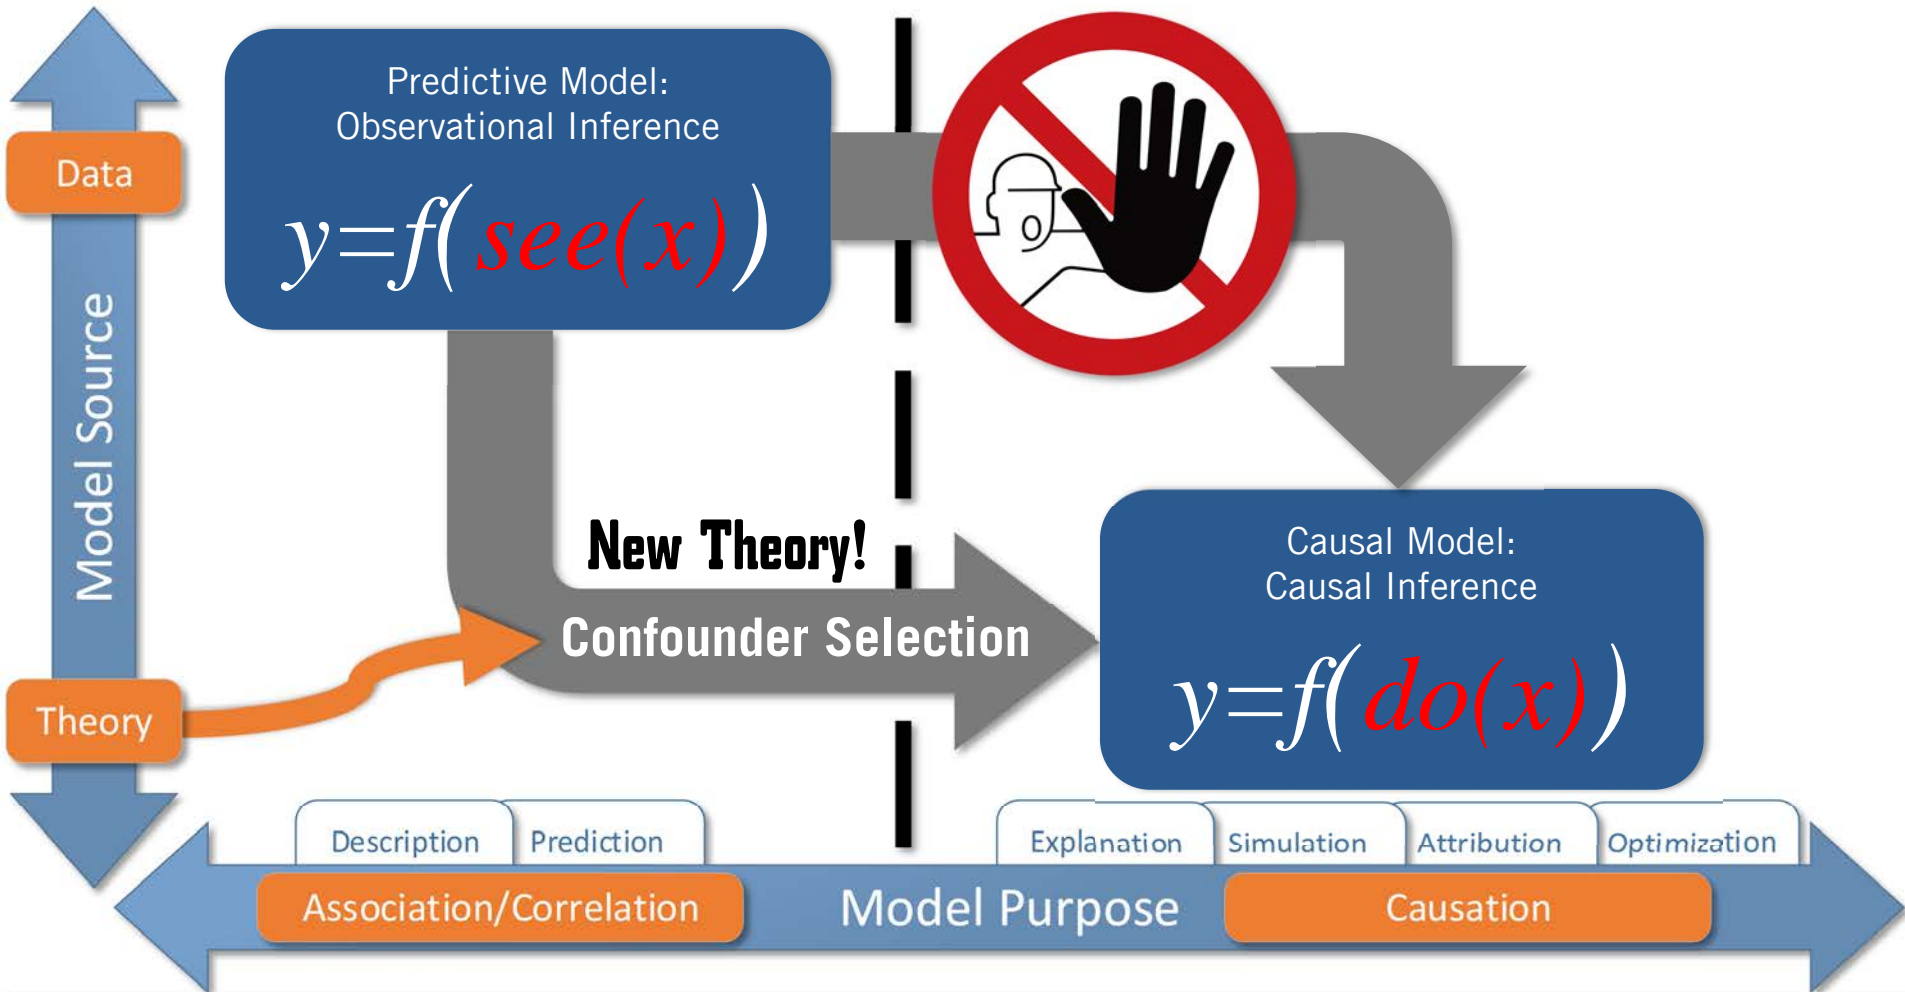 Predictive Model:
Observational Inference
y=f(see(x))
Data
Model Source
Theory
New Theory!
Confounder Selection
Causal Model:
Causal Inference
y=f(do(x))
Description
Prediction
Explanation
Simulation
Attribution
Optimization
Association/Correlation
Model Purpose
Causation